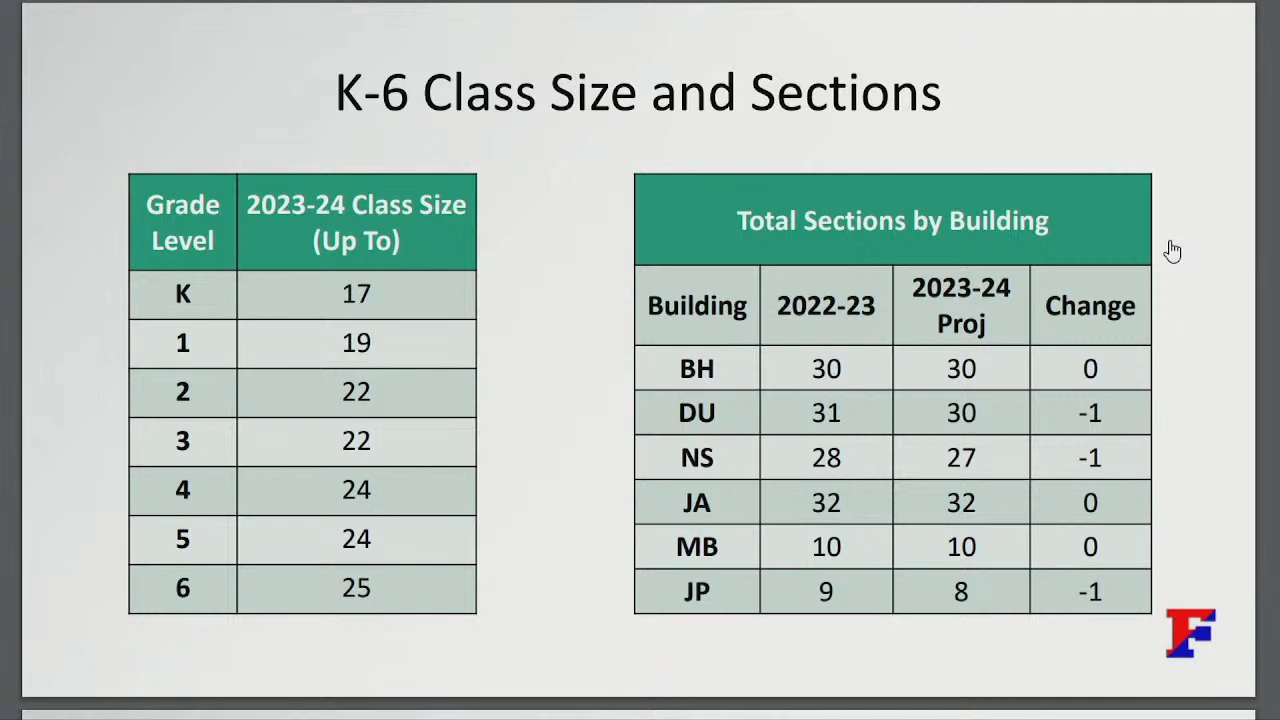 K-6 Class Size and Sections
Grade Level 2023-24 Class Size (Up To)
K 17
1 19
2 22
3 22
4 24
5 24
6 25
Total Sections by Building
Building 2022-23 2023-24 Proj Change
BH 30 30 0
DU 31 30 -1
NS 28 27 -1
JA 32 32 0
MB 10 10 0
JP 9 8 -1
F